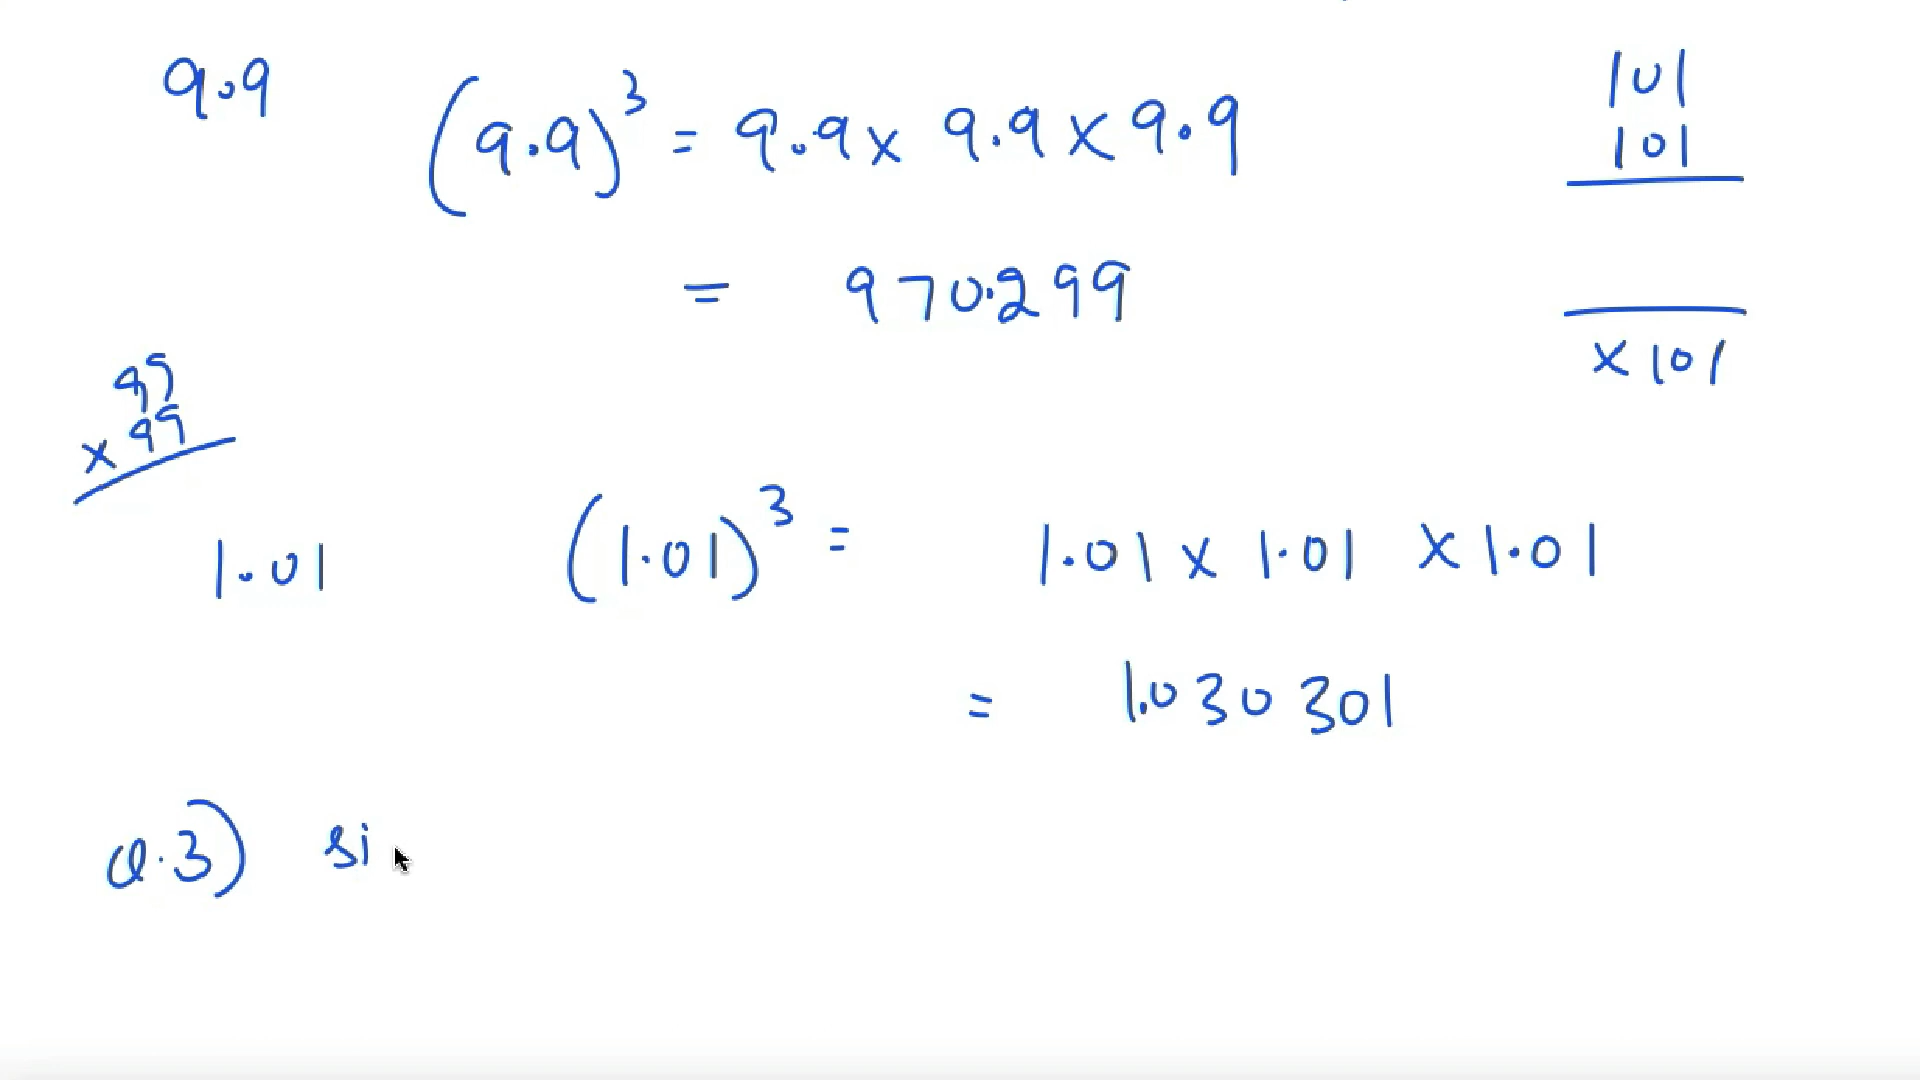 9.9 (9.9)³ = 9.9 x 9.9 x 9.9
101
101
= 970.299
x 101
99
x 99
1.01 (1.01)³ = 1.01 x 1.01 x 1.01
= 1.030301
Q.3) si